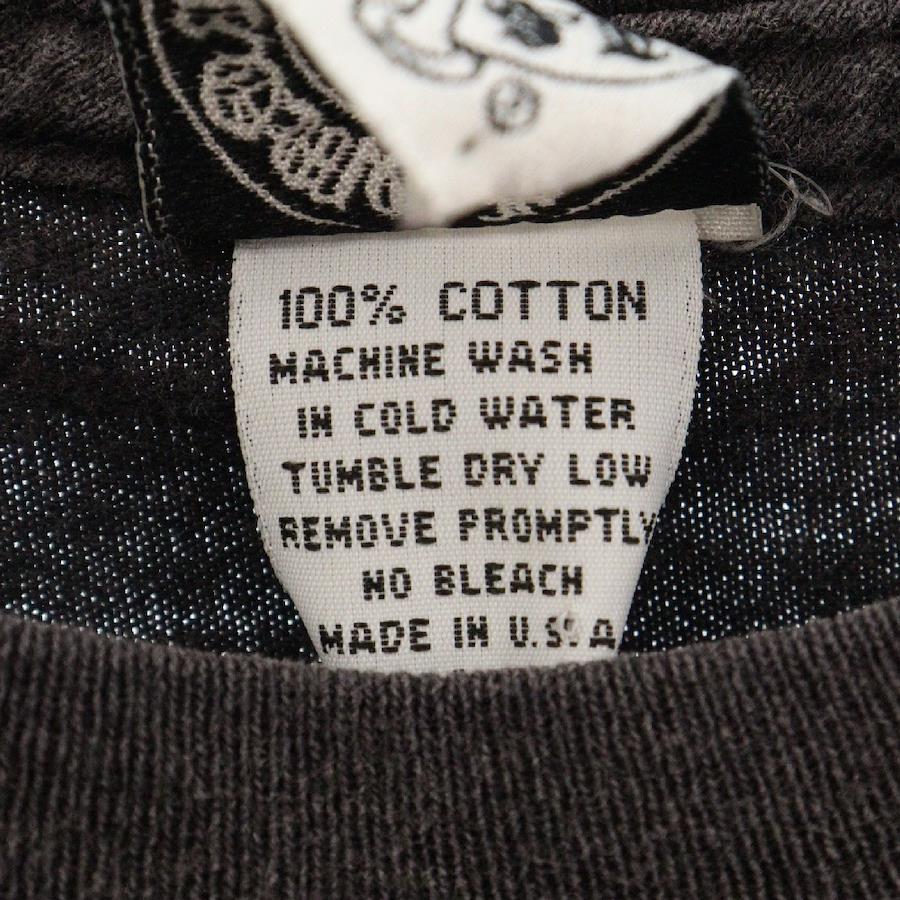 100% COTTON
MACHINE WASH
IN COLD WATER
TUMBLE DRY LOW
REMOVE PROMPTLY
NO BLEACH
MADE IN U.S.A